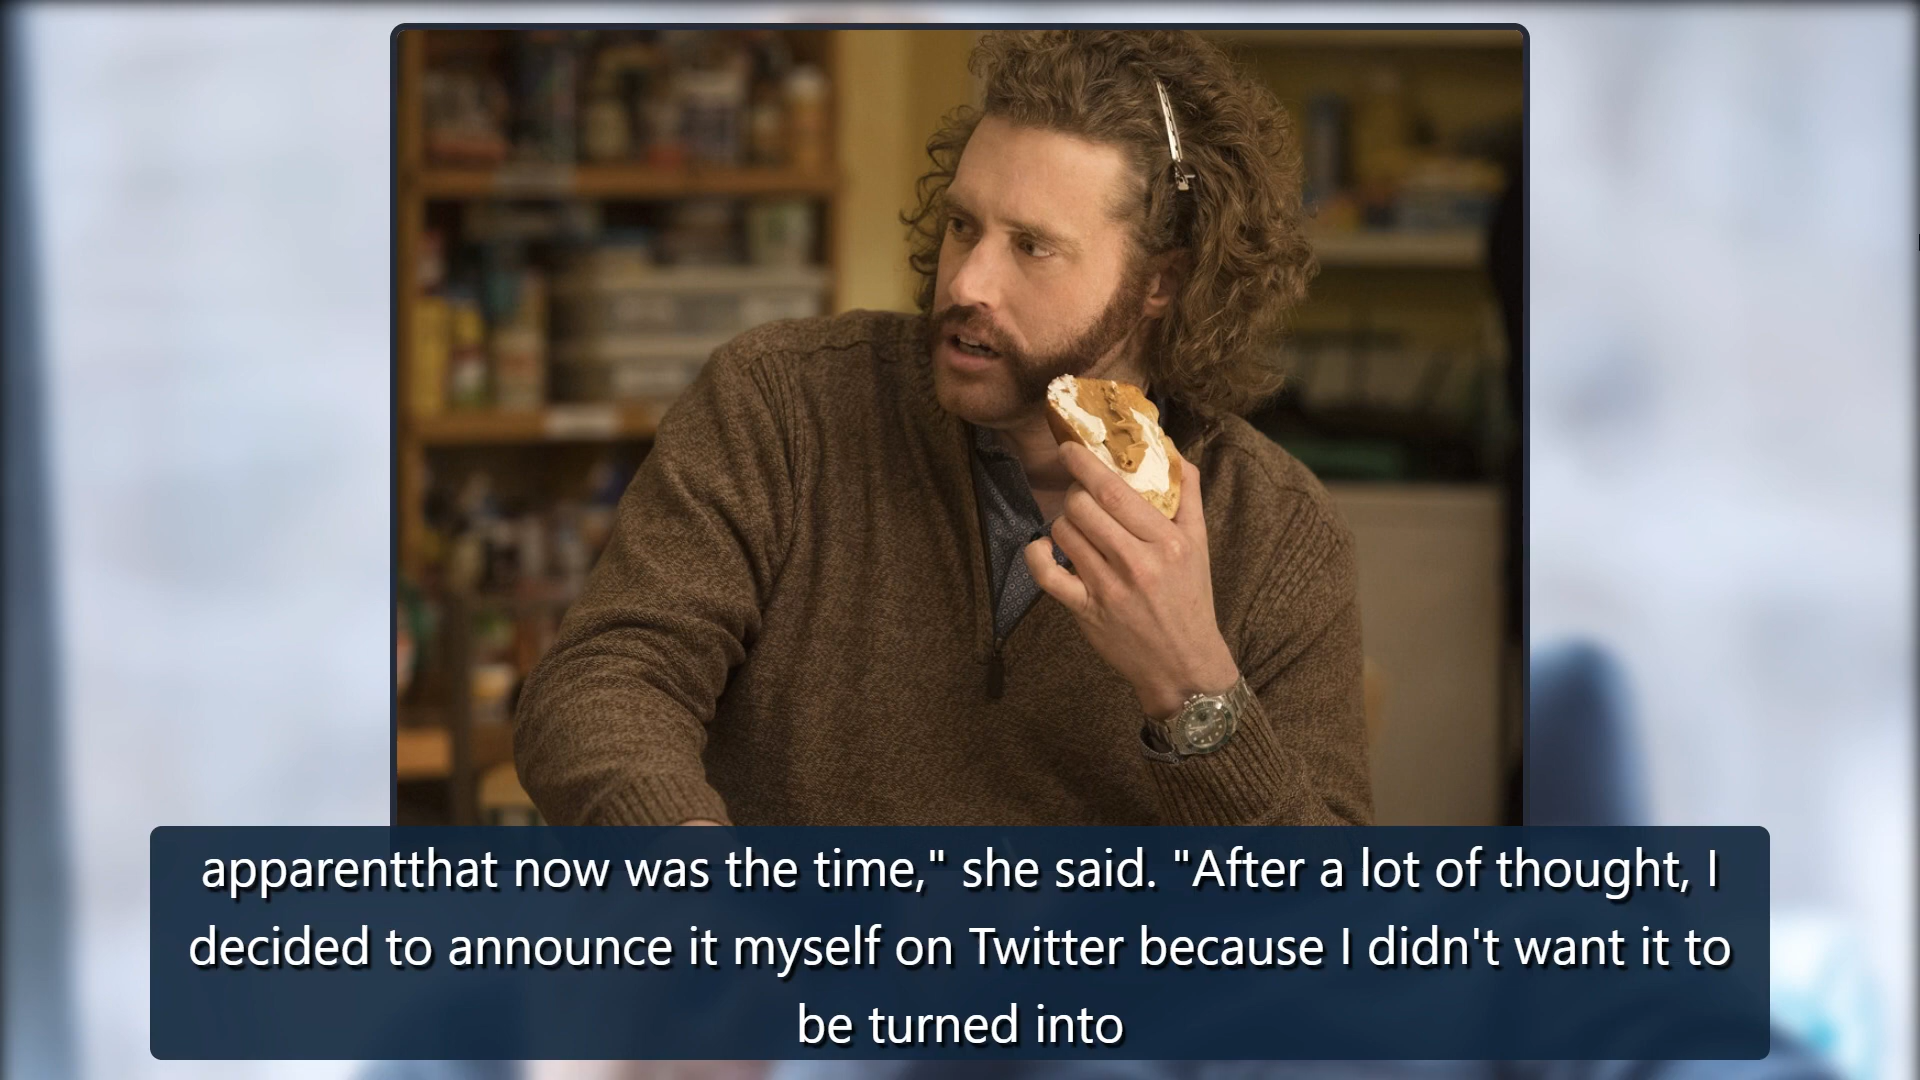 apparentthat now was the time," she said. "After a lot of thought, I
decided to announce it myself on Twitter because I didn't want it to
be turned into